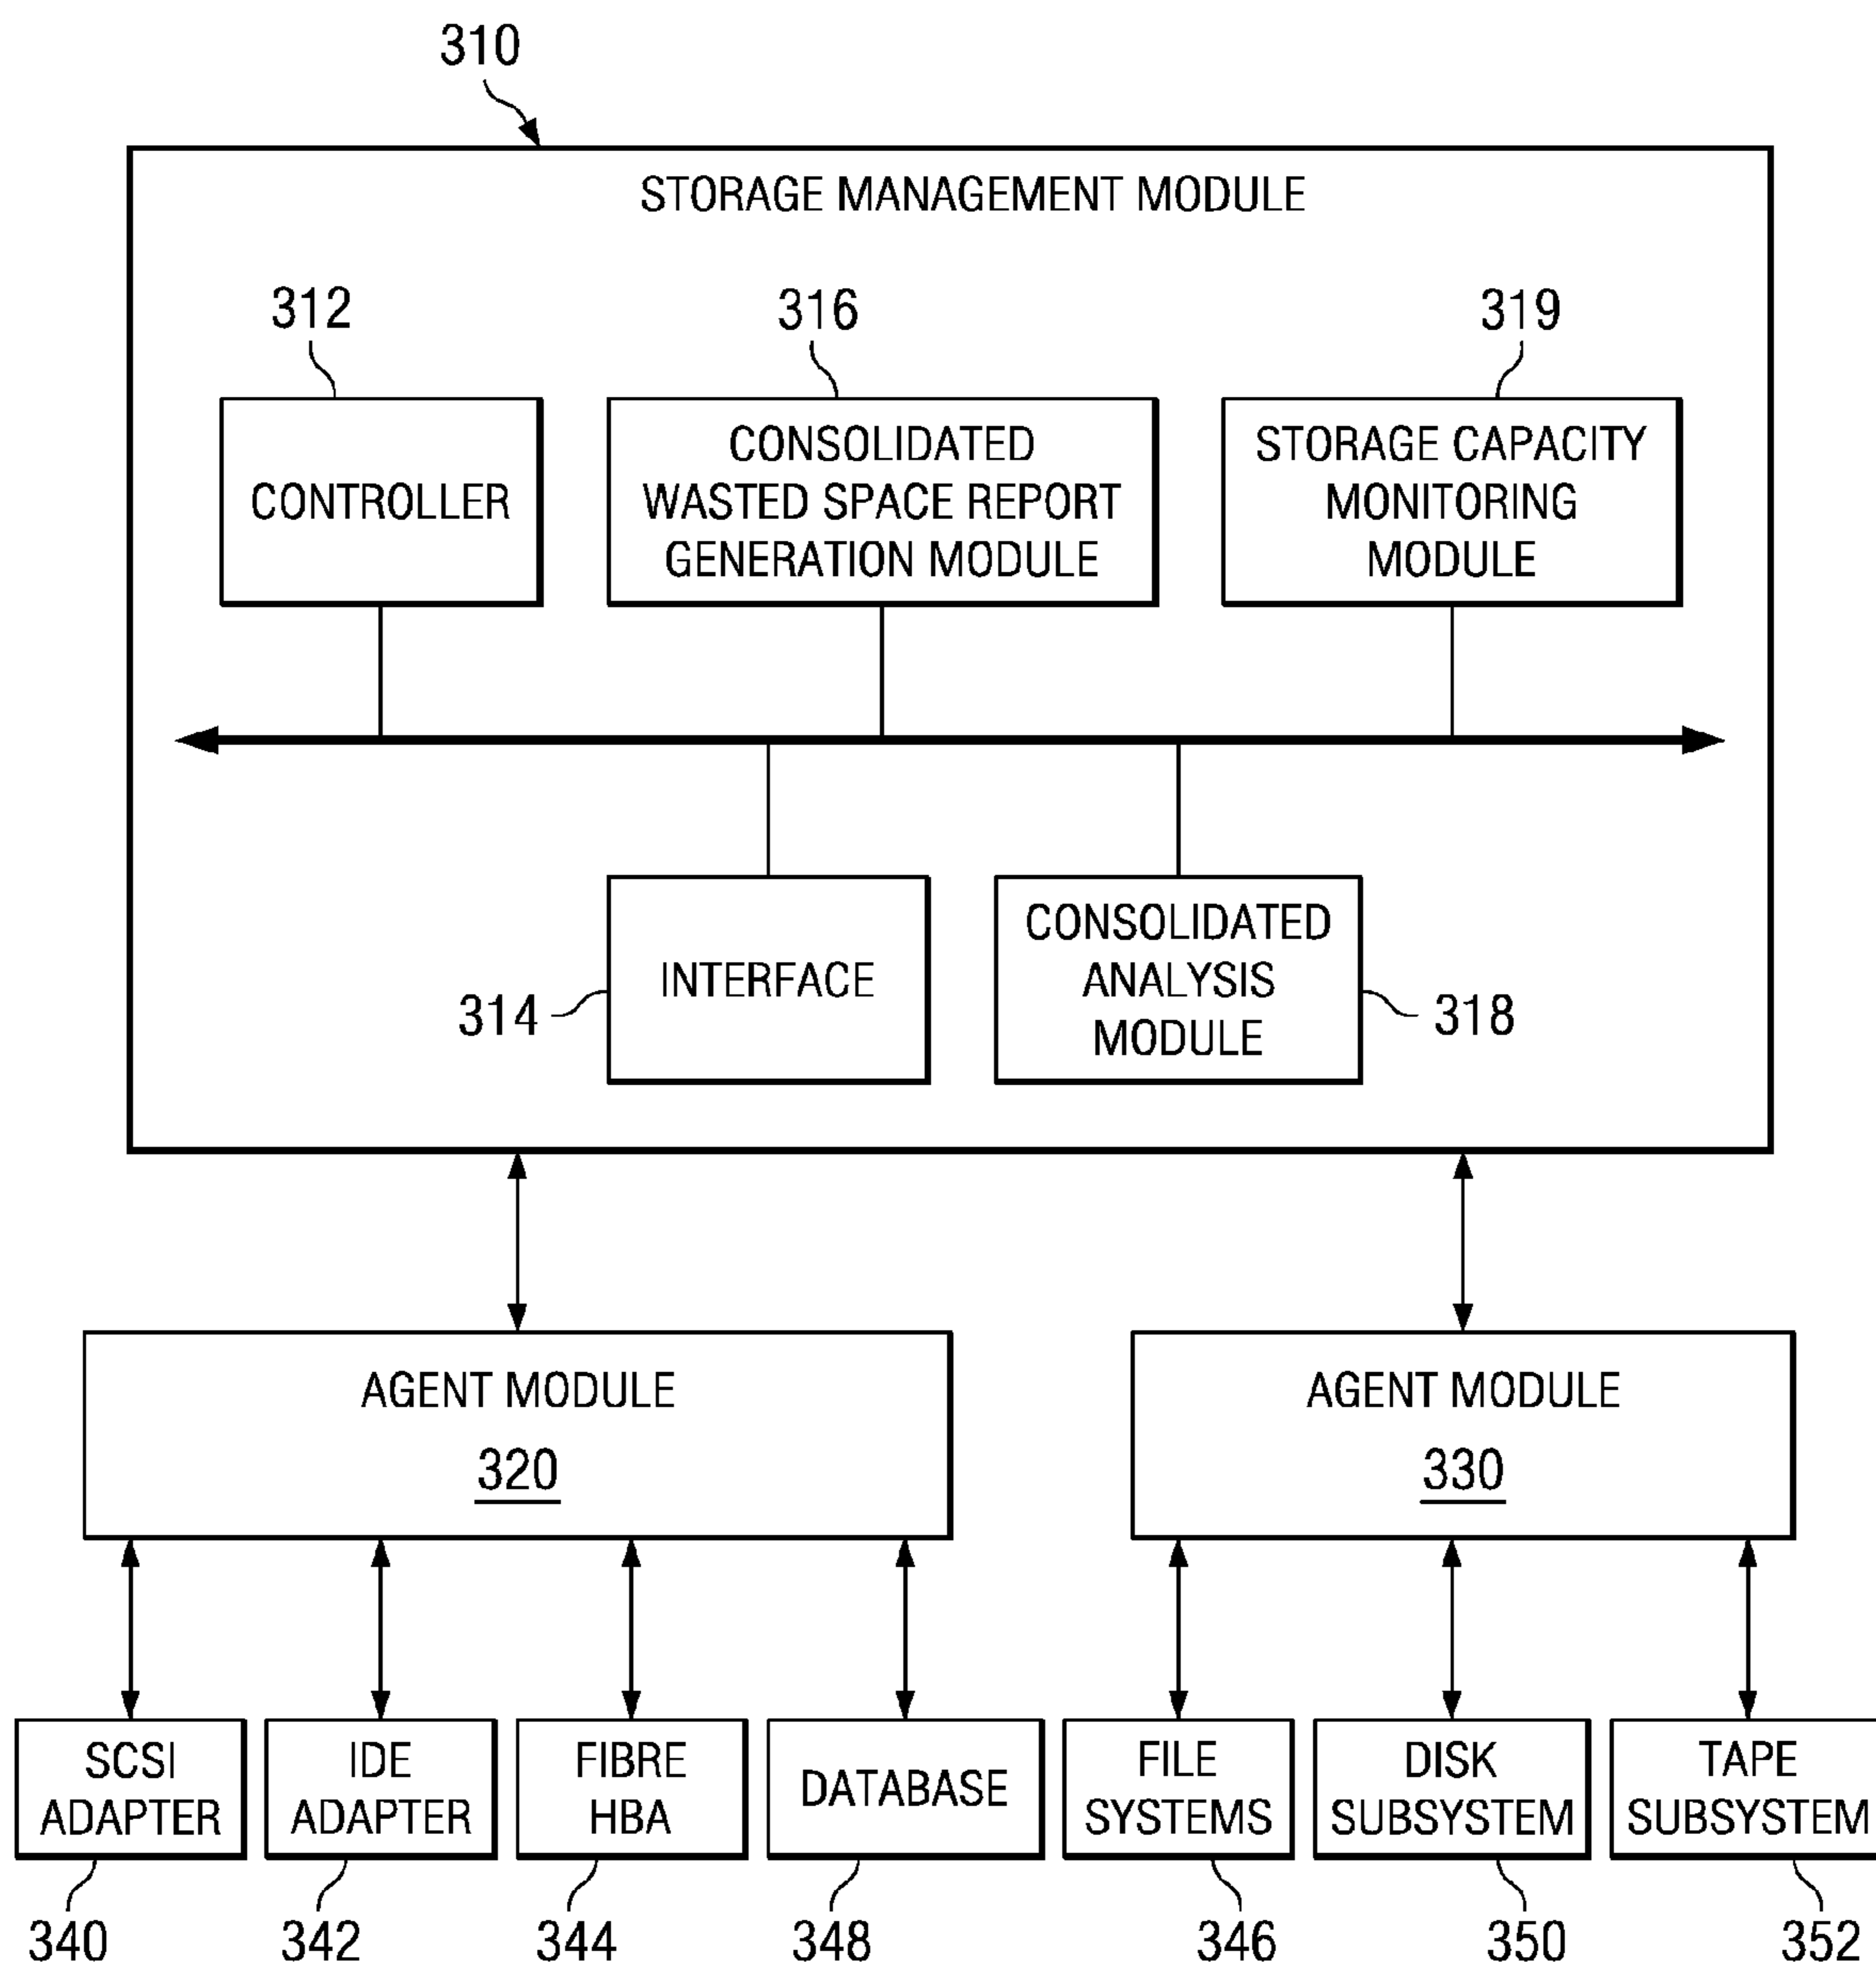 310
STORAGE MANAGEMENT MODULE
312
316
319
CONTROLLER
CONSOLIDATED
WASTED SPACE REPORT
GENERATION MODULE
STORAGE CAPACITY
MONITORING
MODULE
314
INTERFACE
CONSOLIDATED
ANALYSIS
MODULE
318
AGENT MODULE
320
AGENT MODULE
330
SCSI
ADAPTER
IDE
ADAPTER
FIBRE
HBA
DATABASE
FILE
SYSTEMS
DISK
SUBSYSTEM
TAPE
SUBSYSTEM
340
342
344
348
346
350
352